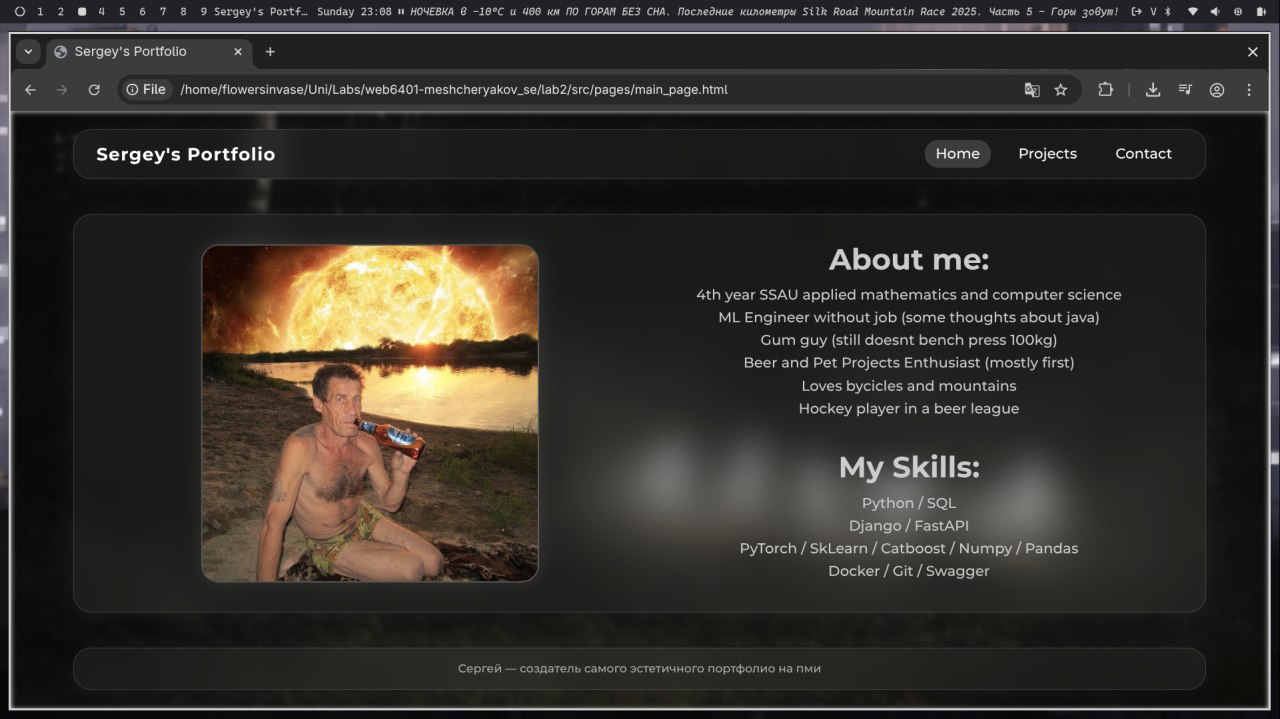 1 2 4 5 6 7 8 9 Sergey's Portf… Sunday 23:08 НОЧЕВКА в −10°C и 400 км ПО ГОРАМ БЕЗ СНА. Последние километры Silk Road Mountain Race 2025. Часть 5 – Горы зовут! V
Sergey's Portfolio
File /home/flowersinvase/Uni/Labs/web6401-meshcheryakov_se/lab2/src/pages/main_page.html
Sergey's Portfolio Home Projects Contact
About me:
4th year SSAU applied mathematics and computer science
ML Engineer without job (some thoughts about java)
Gum guy (still doesnt bench press 100kg)
Beer and Pet Projects Enthusiast (mostly first)
Loves bycicles and mountains
Hockey player in a beer league
My Skills:
Python / SQL
Django / FastAPI
PyTorch / SkLearn / Catboost / Numpy / Pandas
Docker / Git / Swagger
Сергей — создатель самого эстетичного портфолио на пми